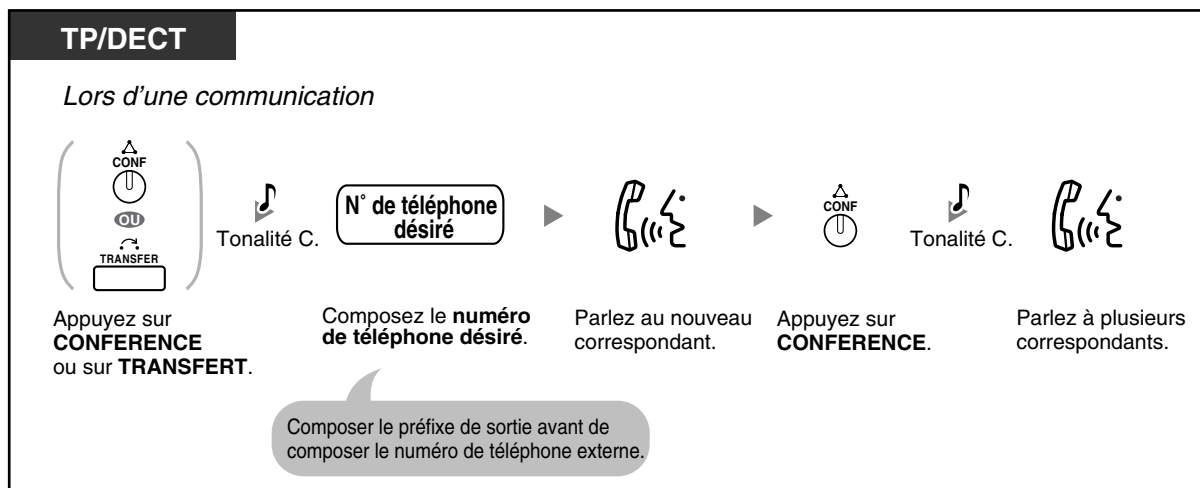 TP/DECT
Lors d'une communication
CONF
OU
TRANSFER
Tonalité C.
N° de téléphone
désiré
CONF
Tonalité C.
Appuyez sur
CONFERENCE
ou sur TRANSFERT.
Composez le numéro
de téléphone désiré.
Parlez au nouveau
correspondant.
Appuyez sur
CONFERENCE.
Parlez à plusieurs
correspondants.
Composer le préfixe de sortie avant de
composer le numéro de téléphone externe.